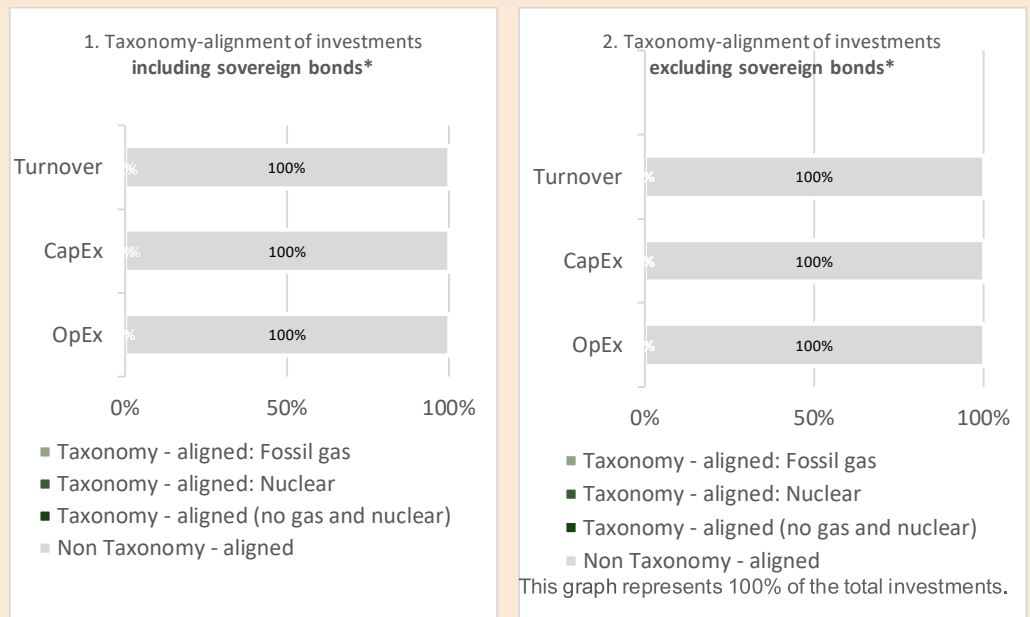 1. Taxonomy-alignment of investments
including sovereign bonds*
Turnover
100%
CapEx
100%
OpEx
100%
0% 50% 100%
Taxonomy - aligned: Fossil gas
Taxonomy - aligned: Nuclear
Taxonomy - aligned (no gas and nuclear)
Non Taxonomy - aligned
2. Taxonomy-alignment of investments
excluding sovereign bonds*
Turnover
100%
CapEx
100%
OpEx
100%
0% 50% 100%
Taxonomy - aligned: Fossil gas
Taxonomy - aligned: Nuclear
Taxonomy - aligned (no gas and nuclear)
Non Taxonomy - aligned
This graph represents 100% of the total investments.